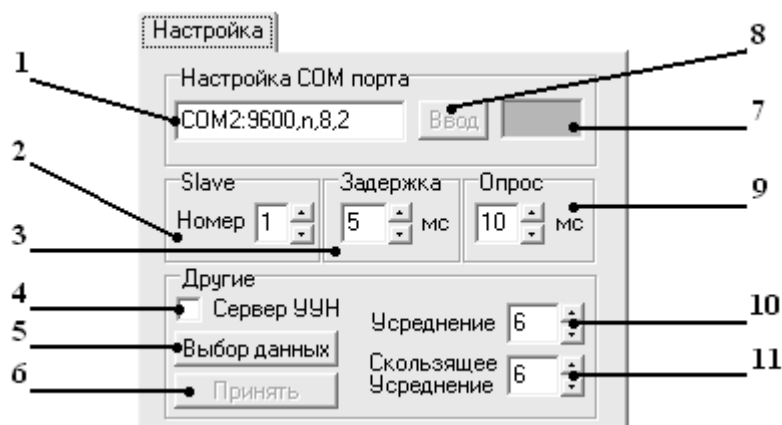 Настройка
8
1
Настройка COM порта
COM2:9600,n,8,2
Ввод
7
2
Slave
Задержка
Опрос
9
Номер 1
5 мс
10 мс
3
Другие
4
Сервер УУН
Усреднение 6
10
5
Выбор данных
Скользящее
Усреднение 6
11
6
Принять